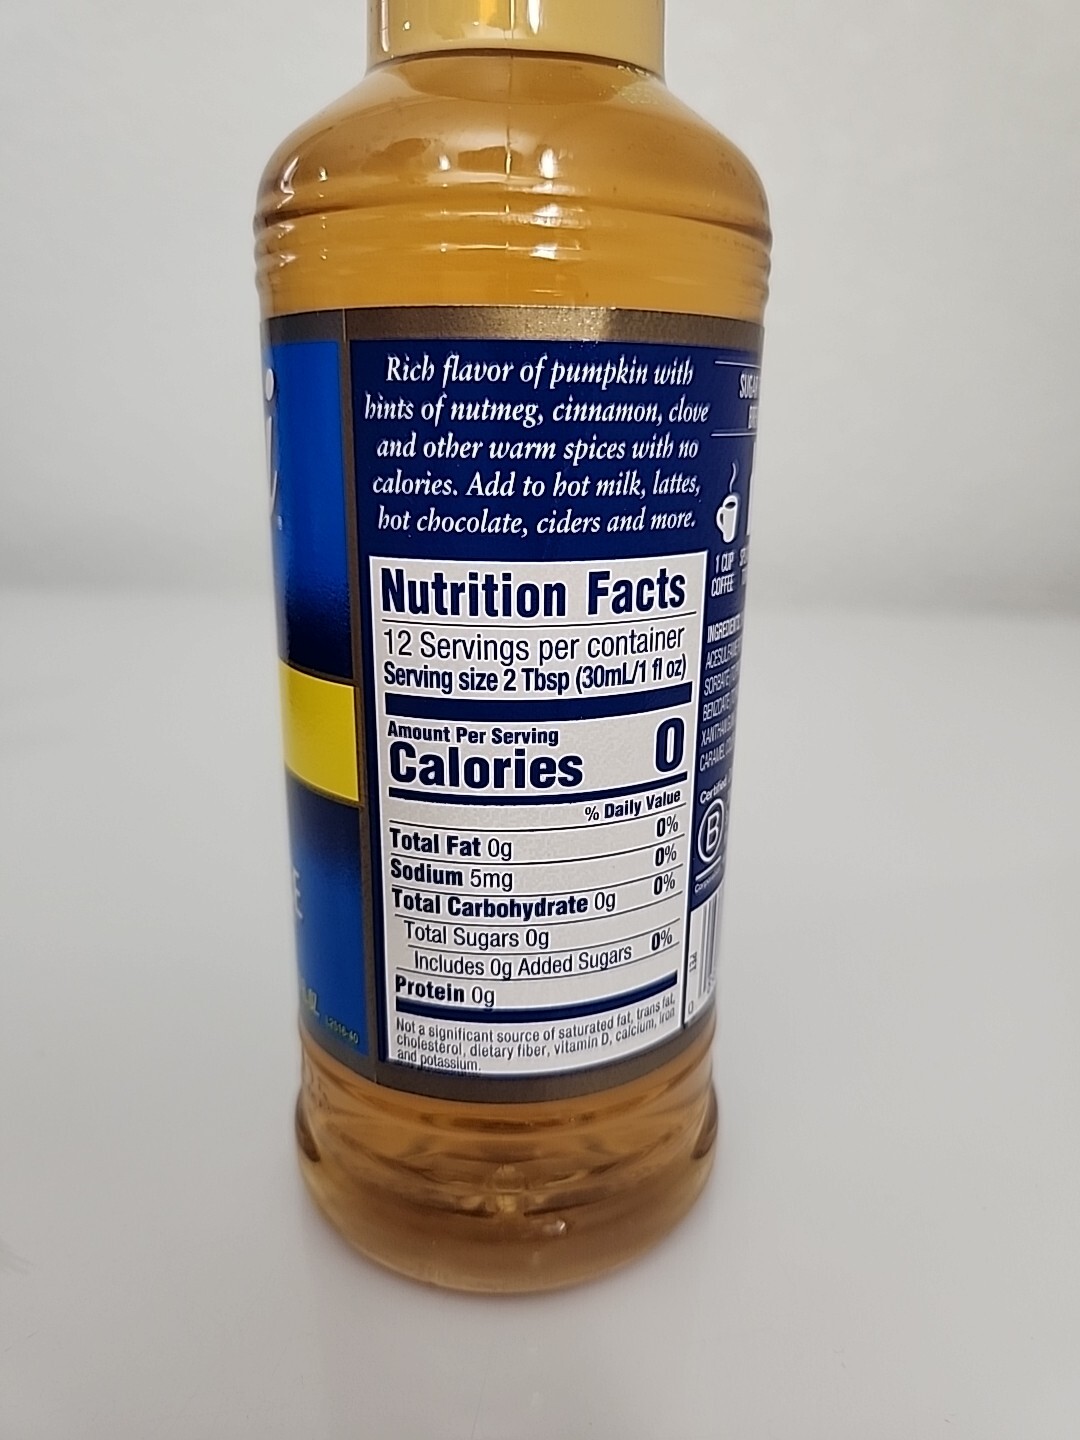 Rich flavor of pumpkin with
hints of nutmeg, cinnamon, clove
and other warm spices with no
calories. Add to hot milk, lattes,
hot chocolate, ciders and more.
Nutrition Facts
12 Servings per container
Serving size 2 Tbsp (30mL/1 fl oz)
Amount Per Serving
Calories 0
% Daily Value
Total Fat 0g 0%
Sodium 5mg 0%
Total Carbohydrate 0g 0%
Total Sugars 0g
Includes 0g Added Sugars 0%
Protein 0g
Not a significant source of saturated fat, trans fat,
cholesterol, dietary fiber, vitamin D, calcium, iron
and potassium.
1 CUP
COFFEE
Certified
B